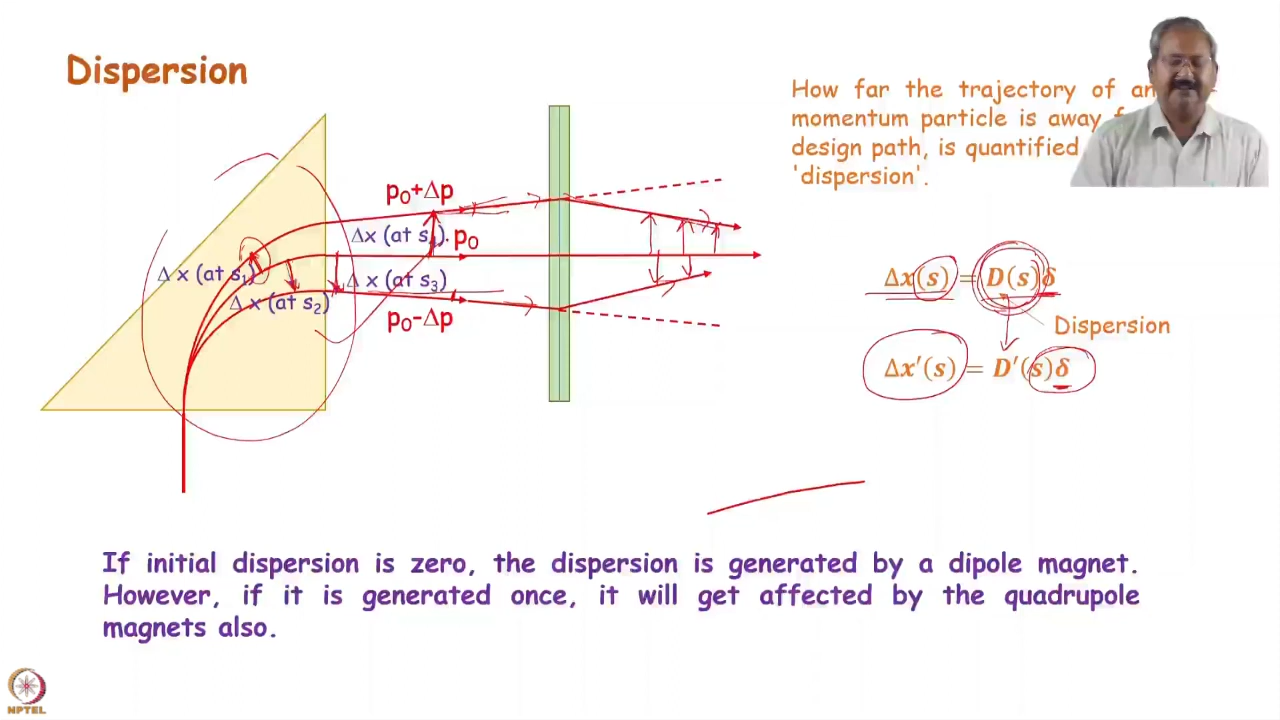 Dispersion
How far the trajectory of an
momentum particle is away
design path, is quantified
'dispersion'.
p₀+Δp
Δx (at s₄).
p₀
Δ x (at s₁)
Δ x (at s₃)
Δ x (at s₂)
p₀-Δp
Δx(s) = D(s)δ
Dispersion
Δx′(s) = D′(s)δ
If initial dispersion is zero, the dispersion is generated by a dipole magnet.
However, if it is generated once, it will get affected by the quadrupole
magnets also.
NPTEL